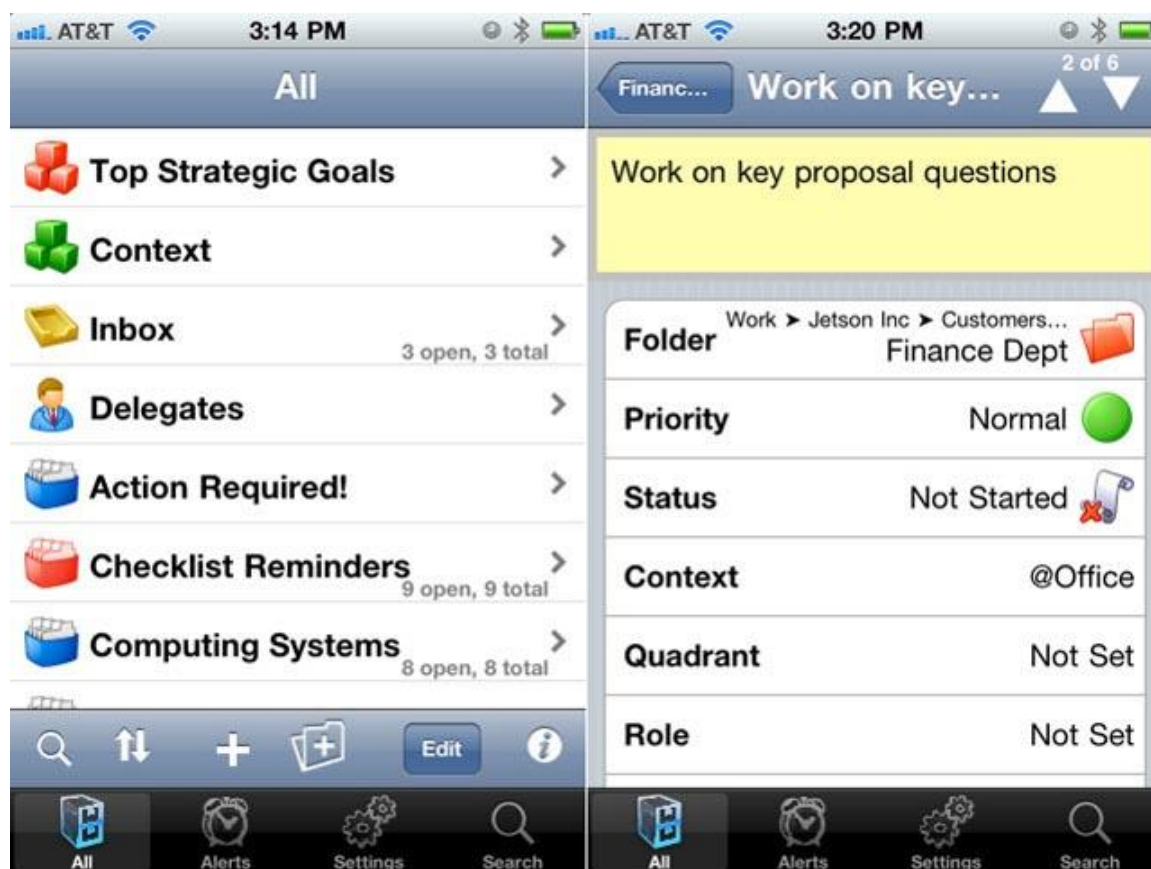 AT&T 3:14 PM
All
Top Strategic Goals
Context
Inbox
3 open, 3 total
Delegates
Action Required!
Checklist Reminders
9 open, 9 total
Computing Systems
8 open, 8 total
Edit
All Alerts Settings Search
AT&T 3:20 PM
Financ... Work on key... 2 of 6
Work on key proposal questions
Work ➤ Jetson Inc ➤ Customers...
Folder Finance Dept
Priority Normal
Status Not Started
Context @Office
Quadrant Not Set
Role Not Set
All Alerts Settings Search